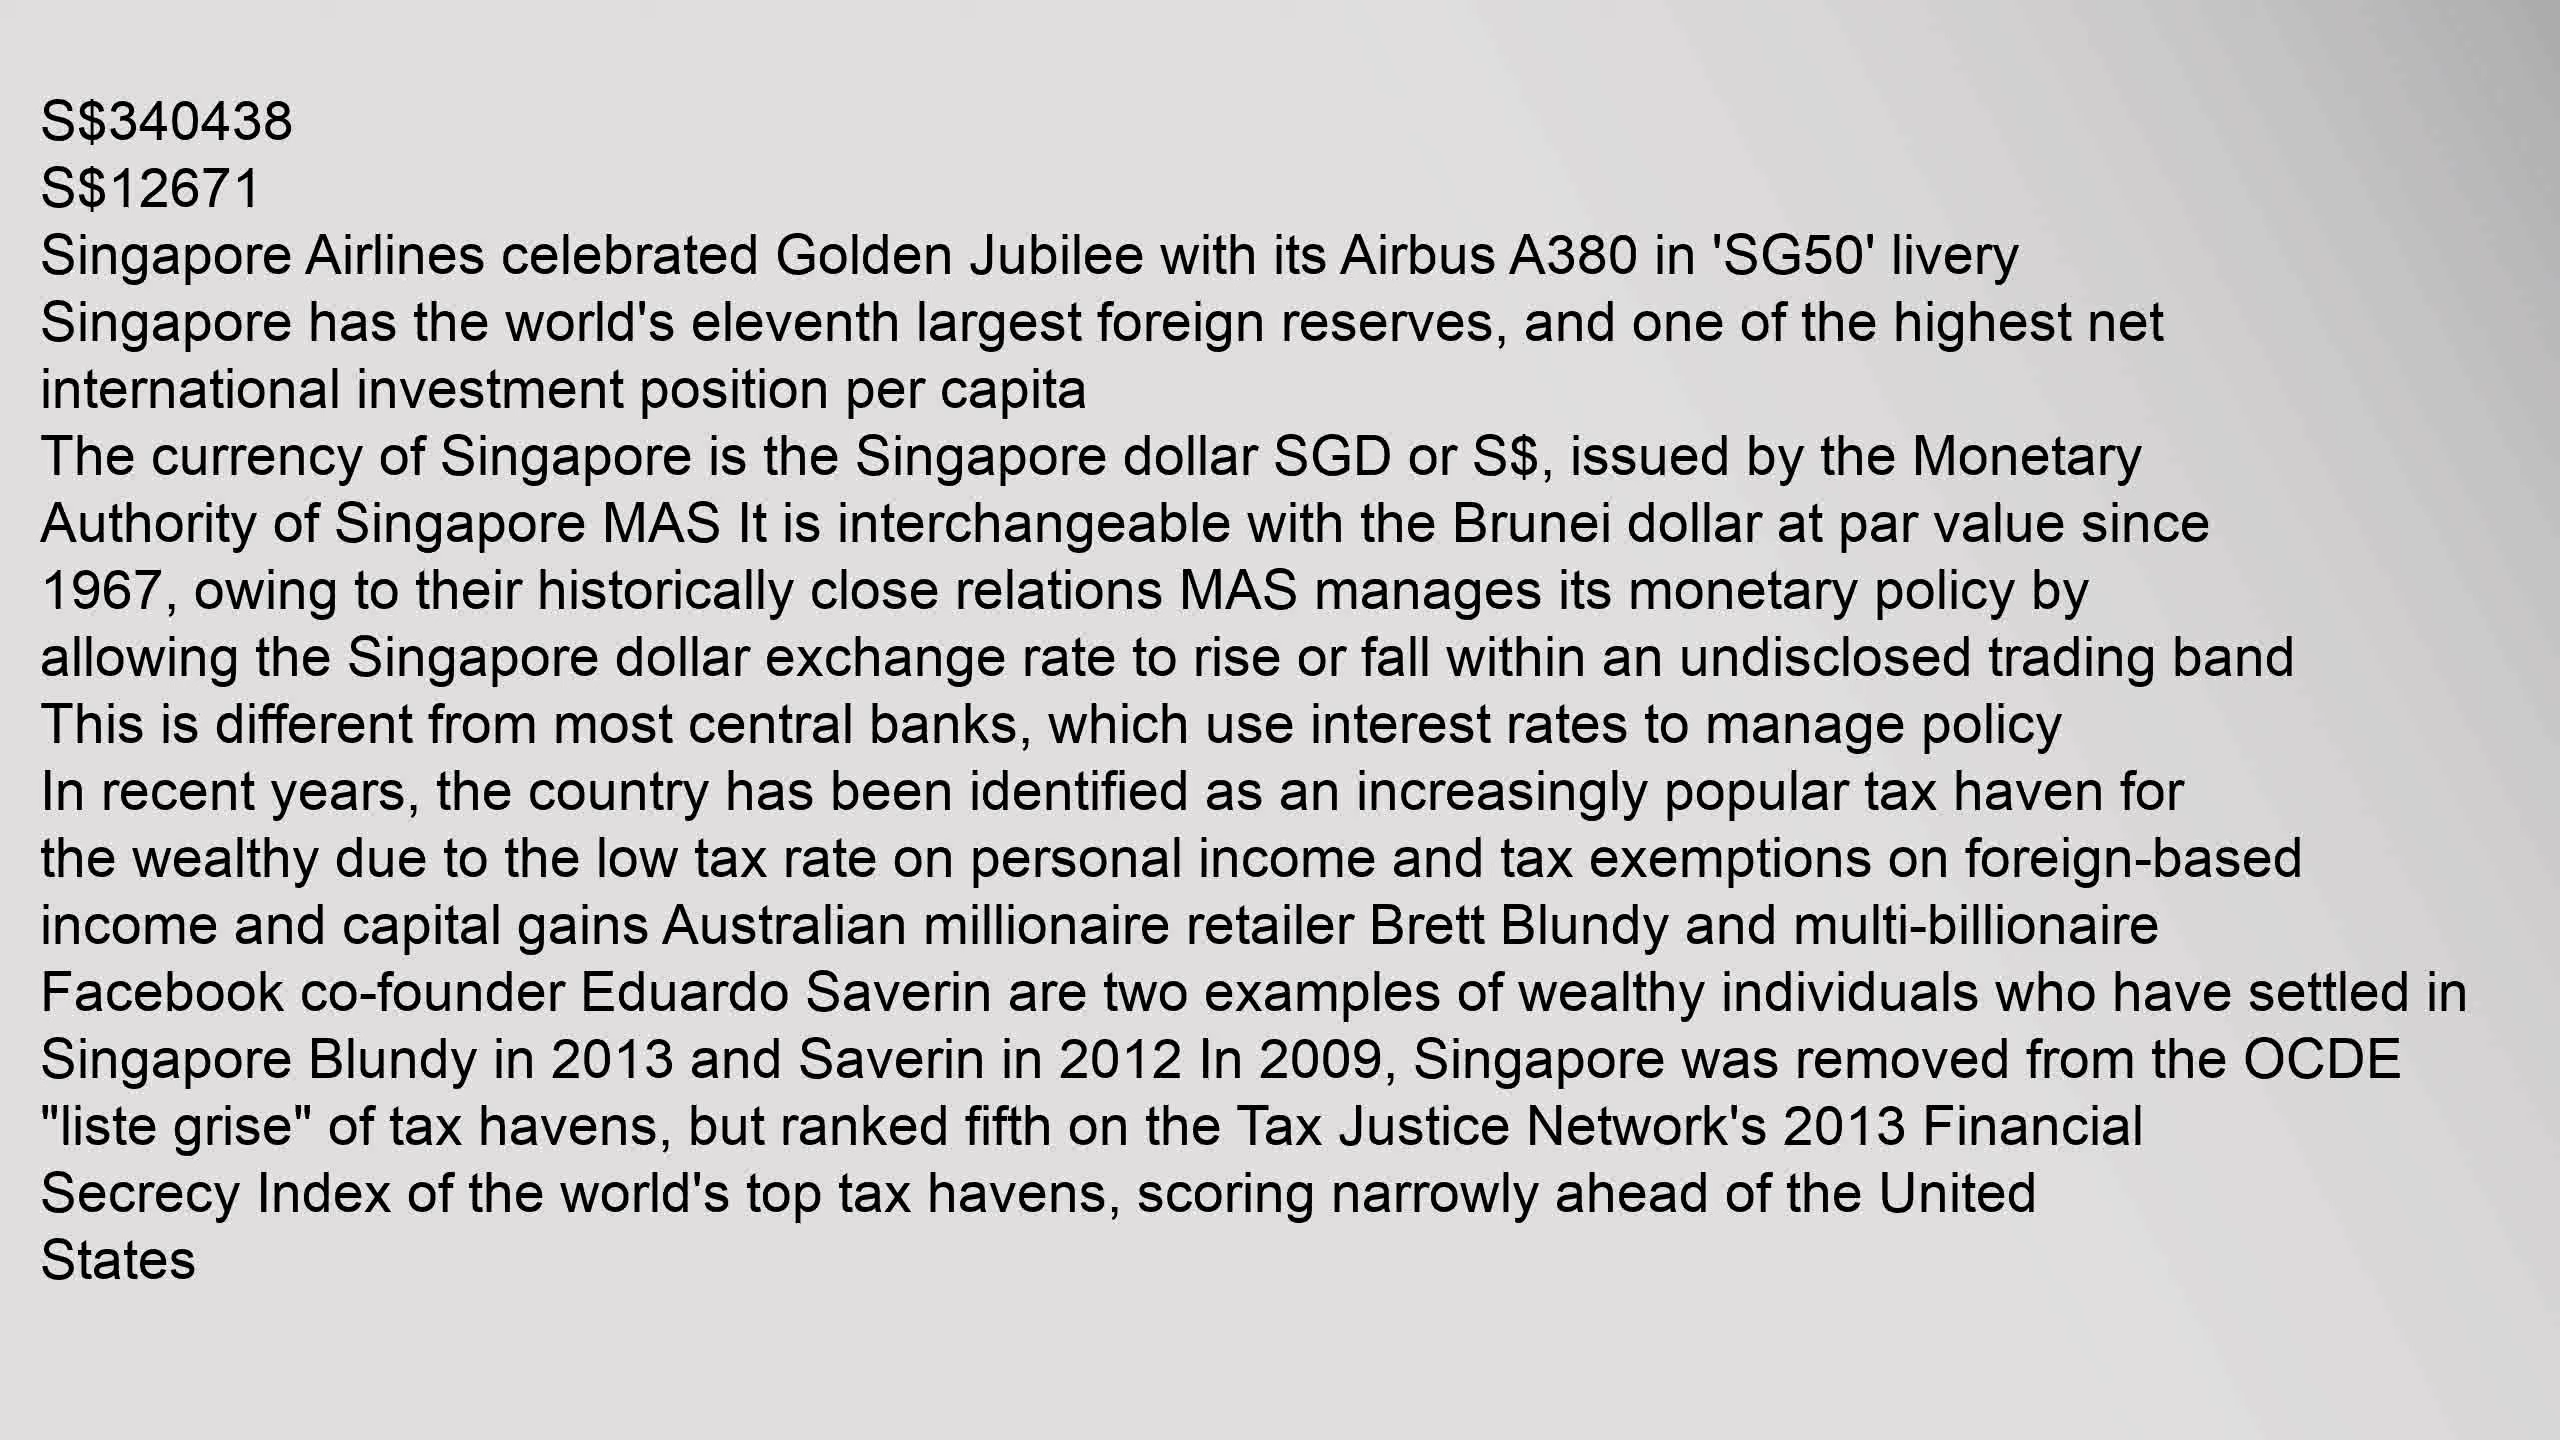 S$340438
S$12671
Singapore Airlines celebrated Golden Jubilee with its Airbus A380 in 'SG50' livery
Singapore has the world's eleventh largest foreign reserves, and one of the highest net
international investment position per capita
The currency of Singapore is the Singapore dollar SGD or S$, issued by the Monetary
Authority of Singapore MAS It is interchangeable with the Brunei dollar at par value since
1967, owing to their historically close relations MAS manages its monetary policy by
allowing the Singapore dollar exchange rate to rise or fall within an undisclosed trading band
This is different from most central banks, which use interest rates to manage policy
In recent years, the country has been identified as an increasingly popular tax haven for
the wealthy due to the low tax rate on personal income and tax exemptions on foreign-based
income and capital gains Australian millionaire retailer Brett Blundy and multi-billionaire
Facebook co-founder Eduardo Saverin are two examples of wealthy individuals who have settled in
Singapore Blundy in 2013 and Saverin in 2012 In 2009, Singapore was removed from the OCDE
"liste grise" of tax havens, but ranked fifth on the Tax Justice Network's 2013 Financial
Secrecy Index of the world's top tax havens, scoring narrowly ahead of the United
States